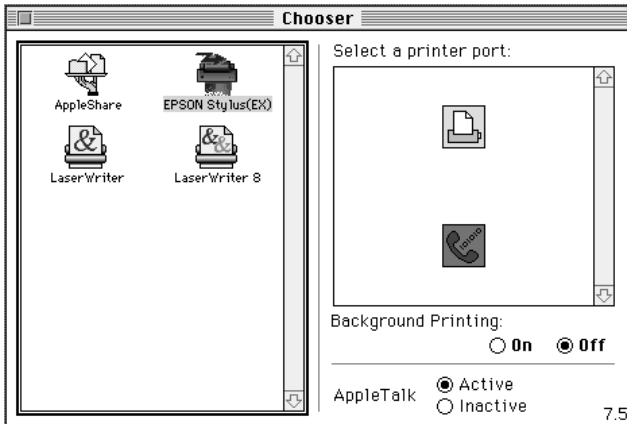 Chooser
AppleShare
EPSON Stylus(EX)
LaserWriter
LaserWriter 8
Select a printer port:
Background Printing:
On
Off
AppleTalk
Active
Inactive
7.5